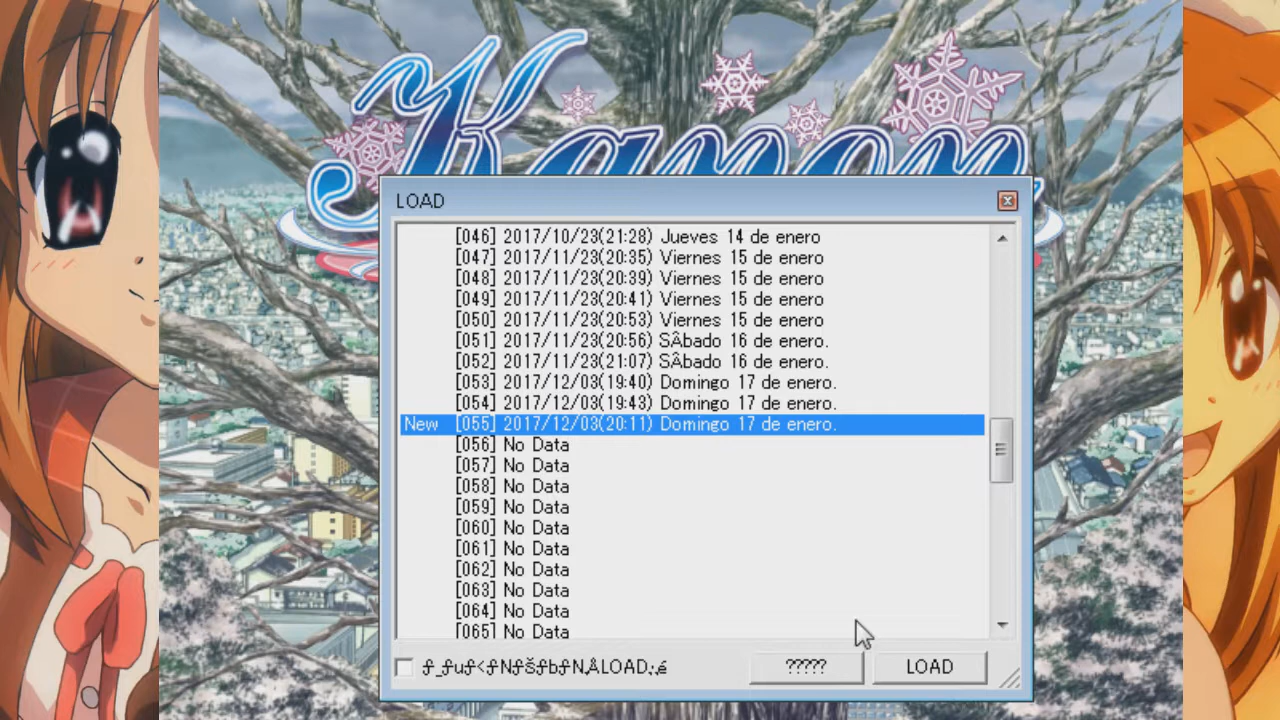 Kanon
LOAD
[046] 2017/10/23(21:28) Jueves 14 de enero
[047] 2017/11/23(20:35) Viernes 15 de enero
[048] 2017/11/23(20:39) Viernes 15 de enero
[049] 2017/11/23(20:41) Viernes 15 de enero
[050] 2017/11/23(20:53) Viernes 15 de enero
[051] 2017/11/23(20:56) SÂbado 16 de enero.
[052] 2017/11/23(21:07) SÂbado 16 de enero.
[053] 2017/12/03(19:40) Domingo 17 de enero.
[054] 2017/12/03(19:43) Domingo 17 de enero.
New [055] 2017/12/03(20:11) Domingo 17 de enero.
[056] No Data
[057] No Data
[058] No Data
[059] No Data
[060] No Data
[061] No Data
[062] No Data
[063] No Data
[064] No Data
[065] No Data
ƒ_ƒuƒ<ƒNƒŠƒbƒN‚ÅLOAD‚·‚é
?????
LOAD